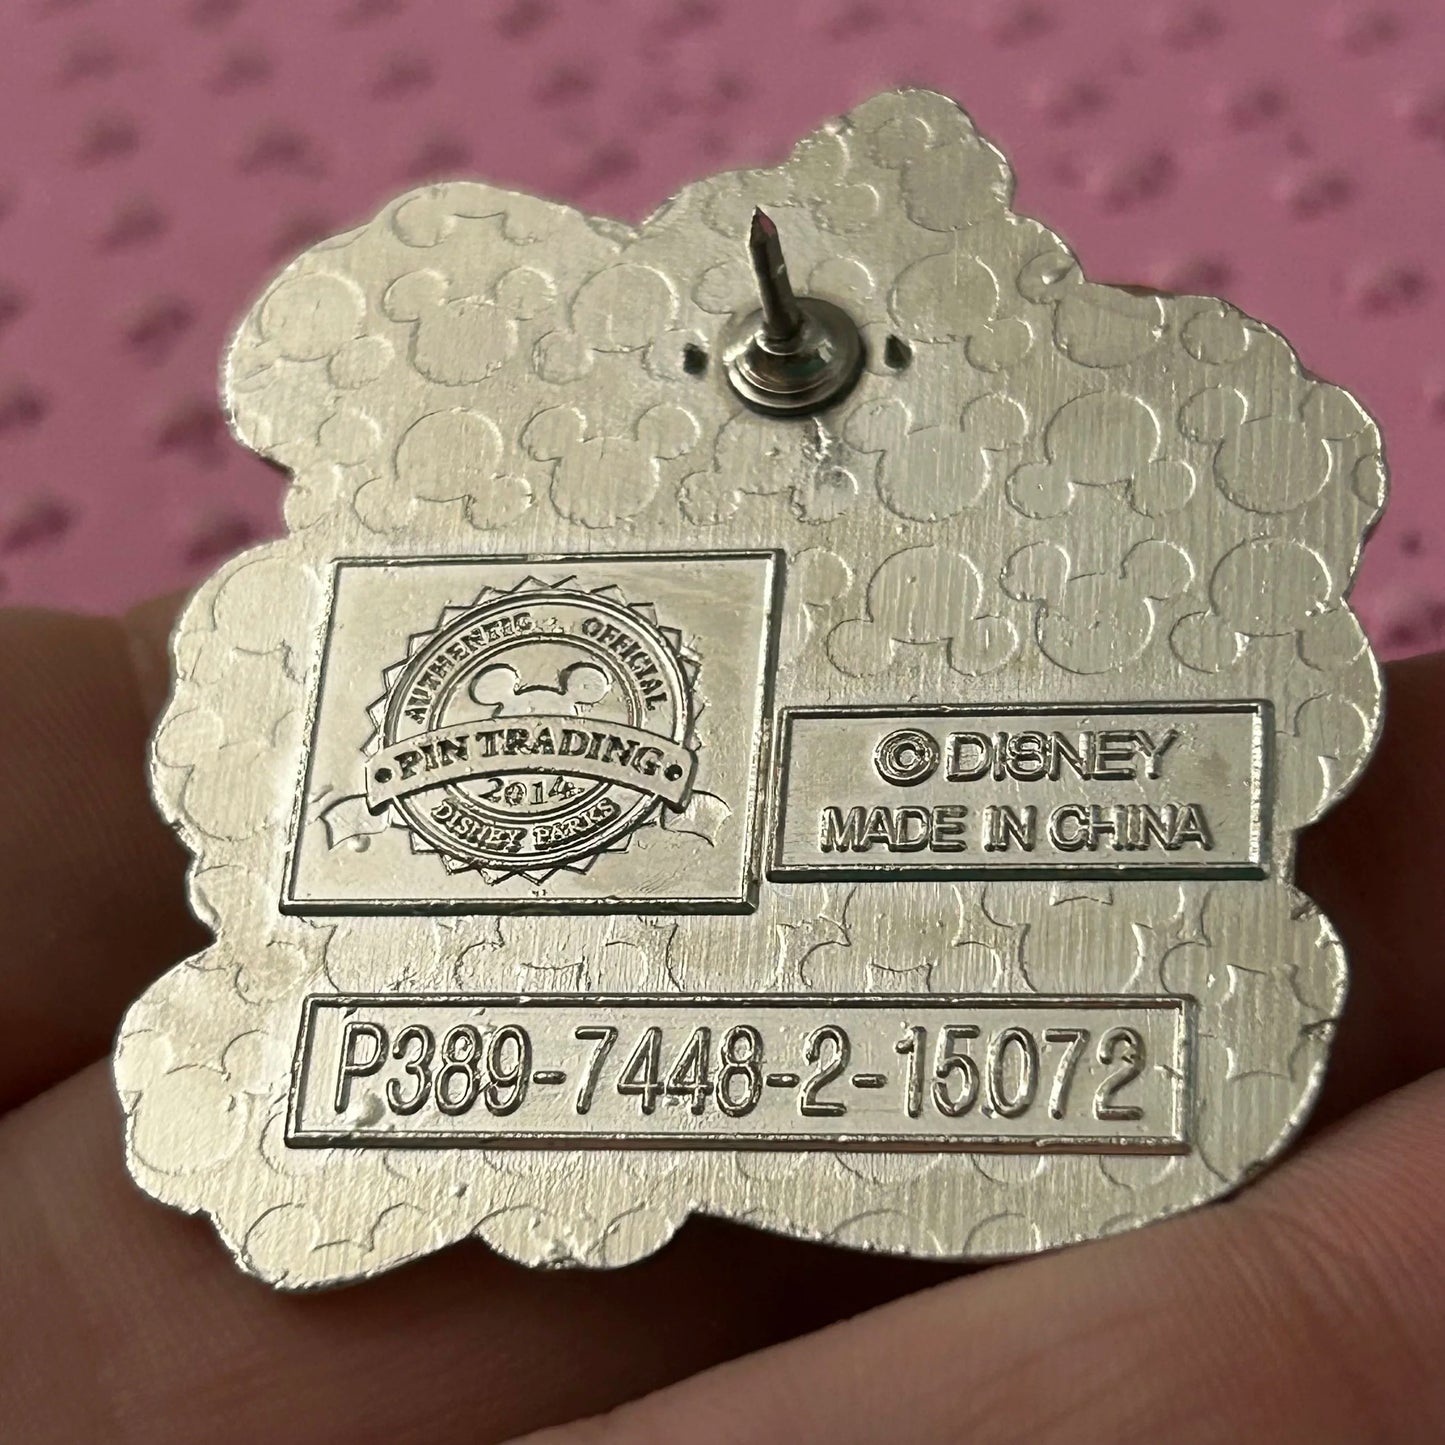 AUTHENTIC OFFICIAL
PIN TRADING
2014
DISNEY PARKS
© DISNEY
MADE IN CHINA
P389-7448-2-15072